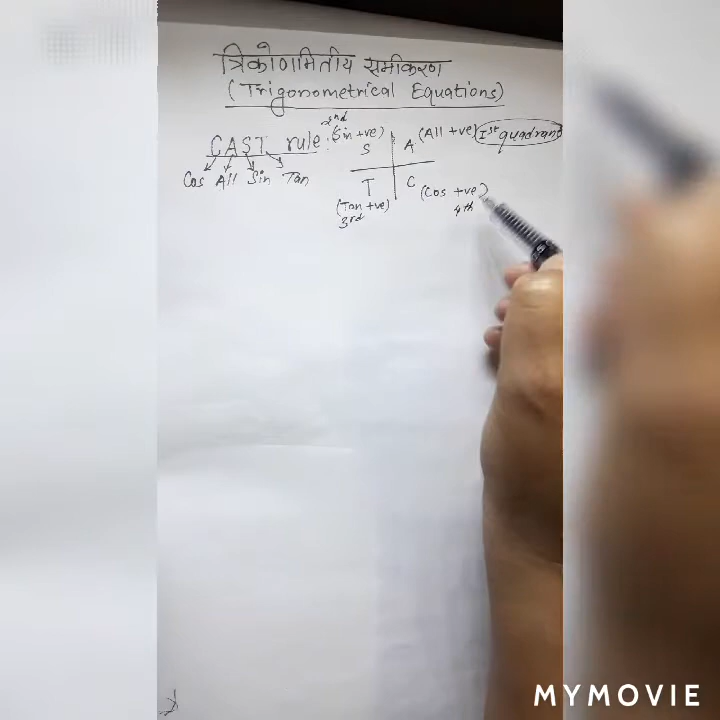 त्रिकोणमितीय समीकरण
(Trigonometrical Equations)
CAST rule :
2nd
(Sin +ve)
S
A
(All +ve)
Ist quadrant
Cos All Sin Tan
T
C
(Cos +ve)
4th
(Tan +ve)
3rd
MYMOVIE